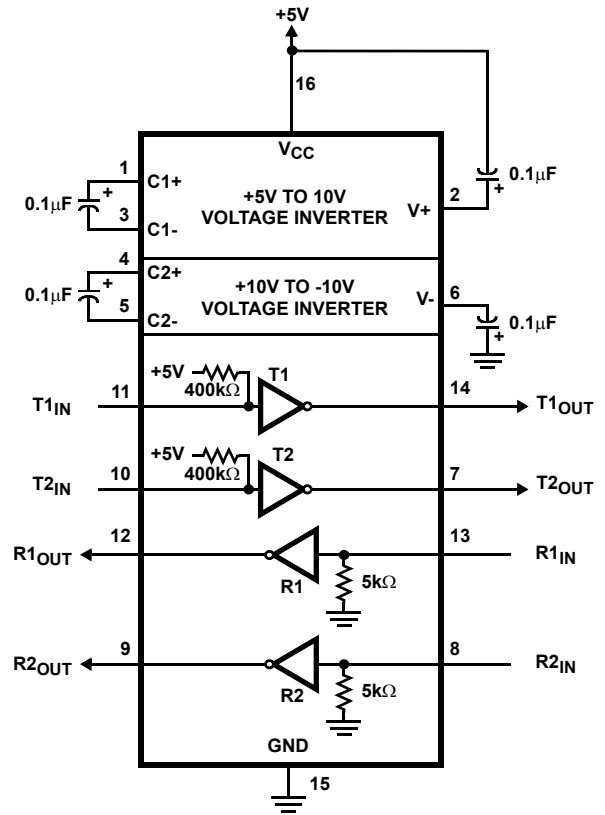 +5V
16
VCC
1
C1+
+
0.1μF
3
C1-
+5V TO 10V
VOLTAGE INVERTER
2
V+
0.1μF
+
4
C2+
+
0.1μF
5
C2-
+10V TO -10V
VOLTAGE INVERTER
6
V-
0.1μF
+
+5V
400kΩ
T1
T1IN
11
14
T1OUT
+5V
400kΩ
T2
T2IN
10
7
T2OUT
R1OUT
12
R1
5kΩ
13
R1IN
R2OUT
9
R2
5kΩ
8
R2IN
GND
15